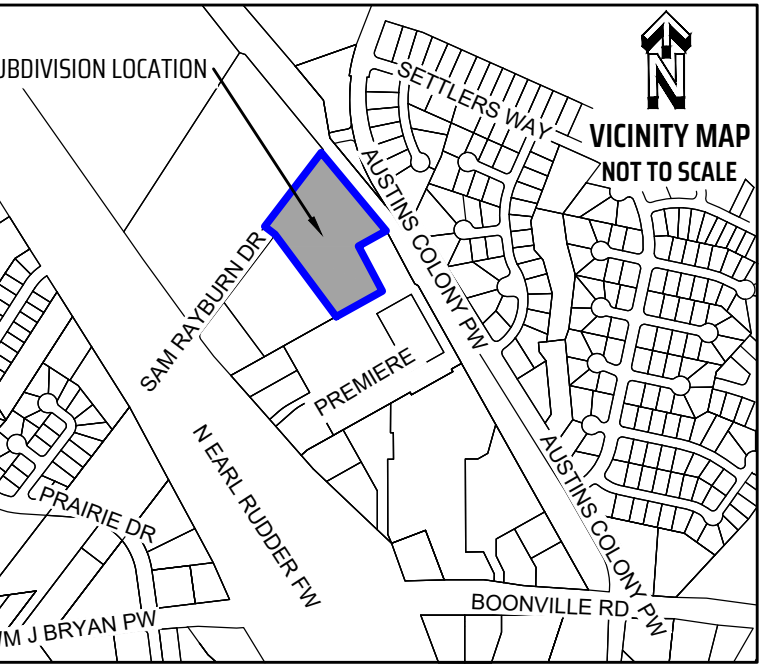 UBDIVISION LOCATION
SETTLERS WAY
N
VICINITY MAP
NOT TO SCALE
AUSTINS COLONY PW
SAM RAYBURN DR
PREMIERE
N EARL RUDDER FW
AUSTINS COLONY PW
PRAIRIE DR
BOONVILLE RD
WM J BRYAN PW